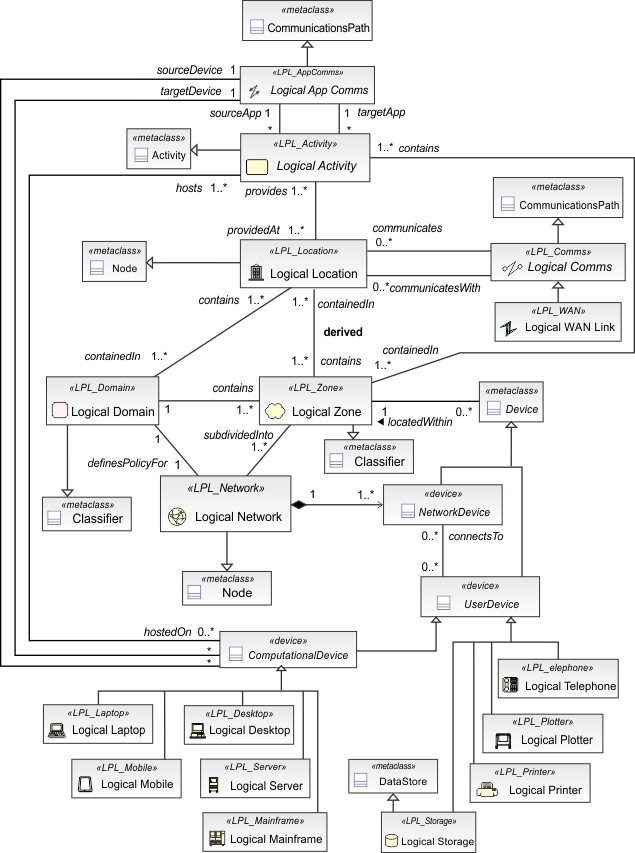 «metaclass»
CommunicationsPath
sourceDevice 1
«LPL_AppComms»
Logical App Comms
targetDevice 1
sourceApp 1
1 targetApp
*
*
«metaclass»
Activity
«LPL_Activity»
Logical Activity
1..* contains
hosts 1..*
provides 1..*
«metaclass»
CommunicationsPath
providedAt 1..*
communicates
0..*
«metaclass»
Node
«LPL_Location»
Logical Location
«LPL_Comms»
Logical Comms
0..* communicatesWith
contains 1..*
1..* containedIn
«LPL_WAN»
Logical WAN Link
derived
containedIn
1..*
1..* contains
containedIn
1..*
«LPL_Domain»
Logical Domain
contains
1
1..*
«LPL_Zone»
Logical Zone
1
0..*
◄ locatedWithin
«metaclass»
Device
1
subdividedInto
1..*
definesPolicyFor 1
«metaclass»
Classifier
«metaclass»
Classifier
«LPL_Network»
Logical Network
1
1..*
«device»
NetworkDevice
0..* connectsTo
0..*
«metaclass»
Node
«device»
UserDevice
hostedOn 0..*
*
*
«device»
ComputationalDevice
«LPL_elephone»
Logical Telephone
«LPL_Laptop»
Logical Laptop
«LPL_Desktop»
Logical Desktop
«LPL_Plotter»
Logical Plotter
«LPL_Mobile»
Logical Mobile
«LPL_Server»
Logical Server
«metaclass»
DataStore
«LPL_Printer»
Logical Printer
«LPL_Mainframe»
Logical Mainframe
«LPL_Storage»
Logical Storage